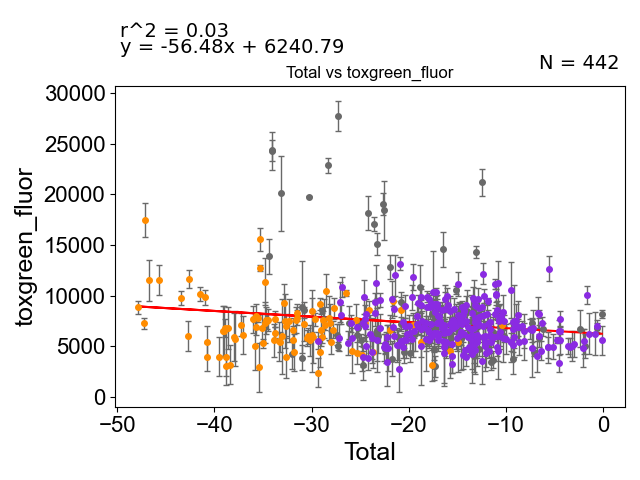 r^2 = 0.03
y = -56.48x + 6240.79
N = 442
Total vs toxgreen_fluor
30000
25000
20000
15000
10000
5000
0
toxgreen_fluor
−50
−40
−30
−20
−10
0
Total